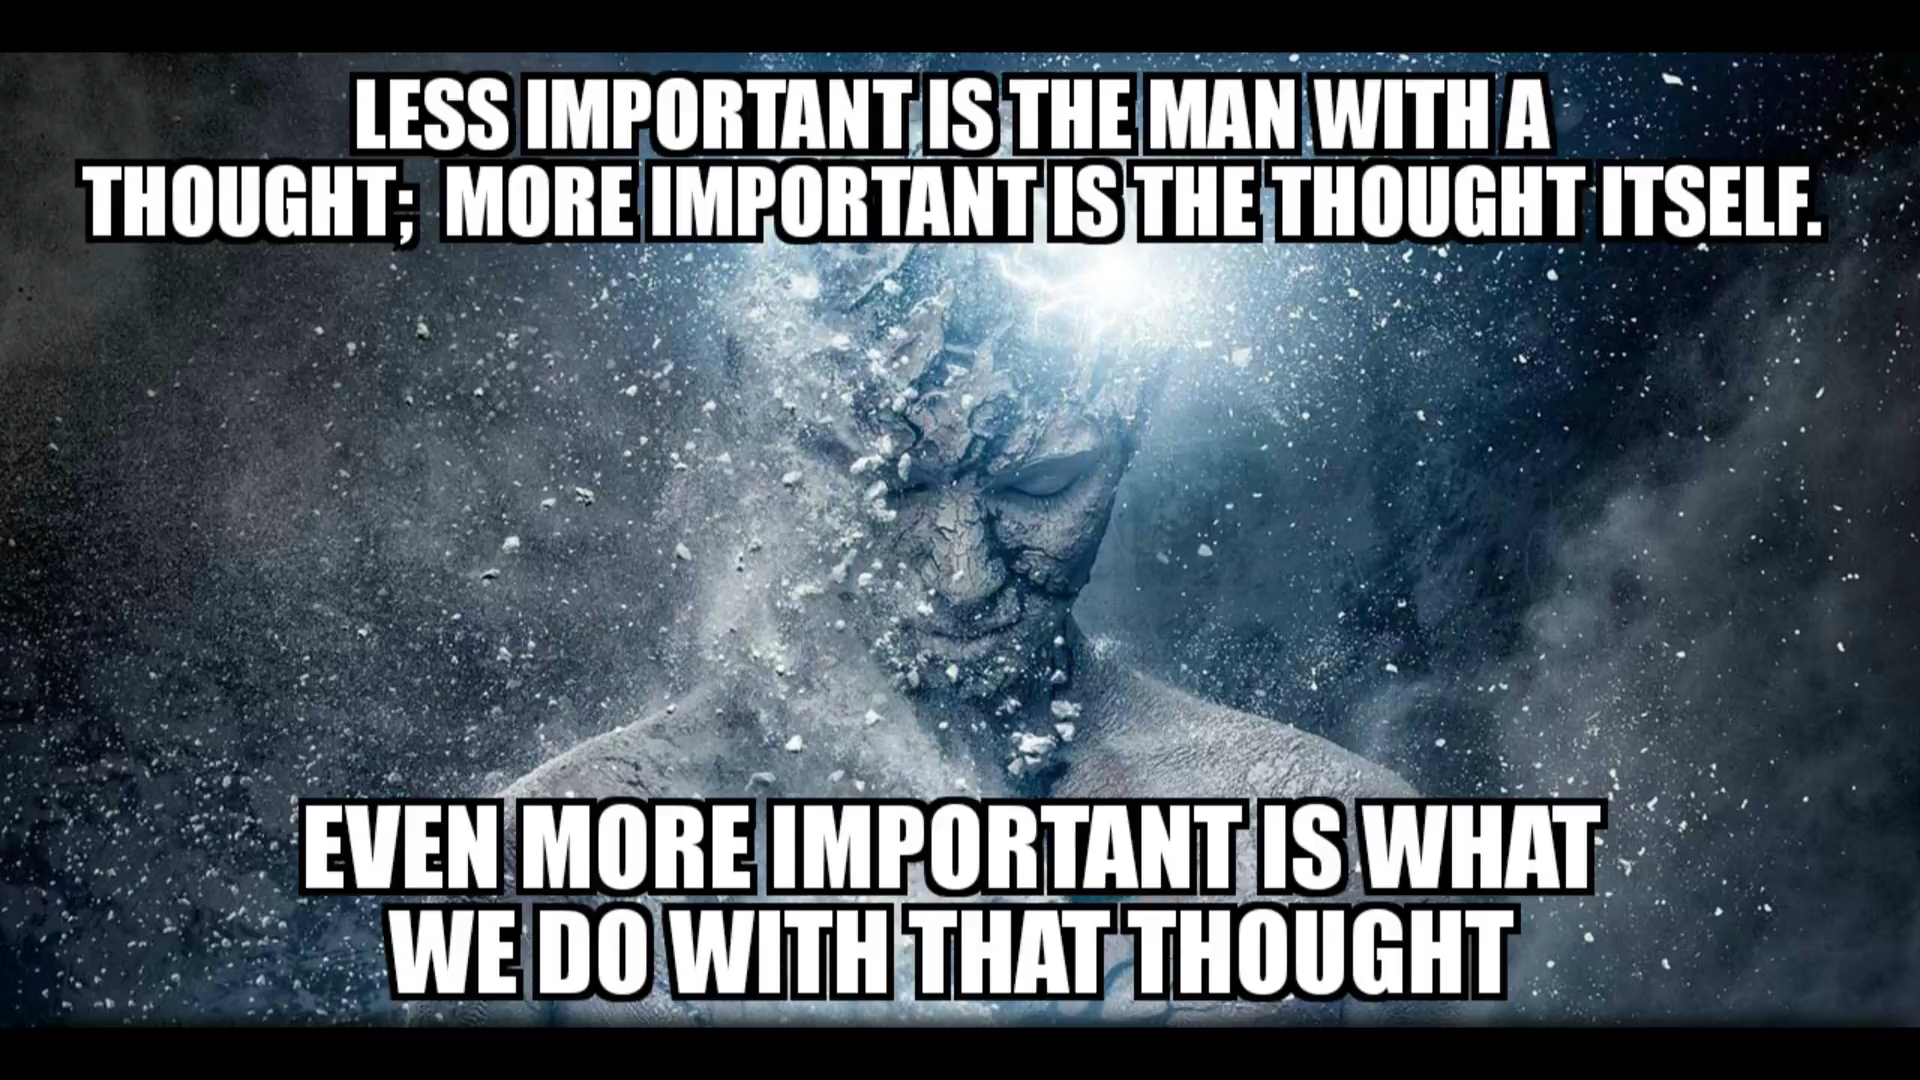 LESS IMPORTANT IS THE MAN WITH A
THOUGHT; MORE IMPORTANT IS THE THOUGHT ITSELF.
EVEN MORE IMPORTANT IS WHAT
WE DO WITH THAT THOUGHT